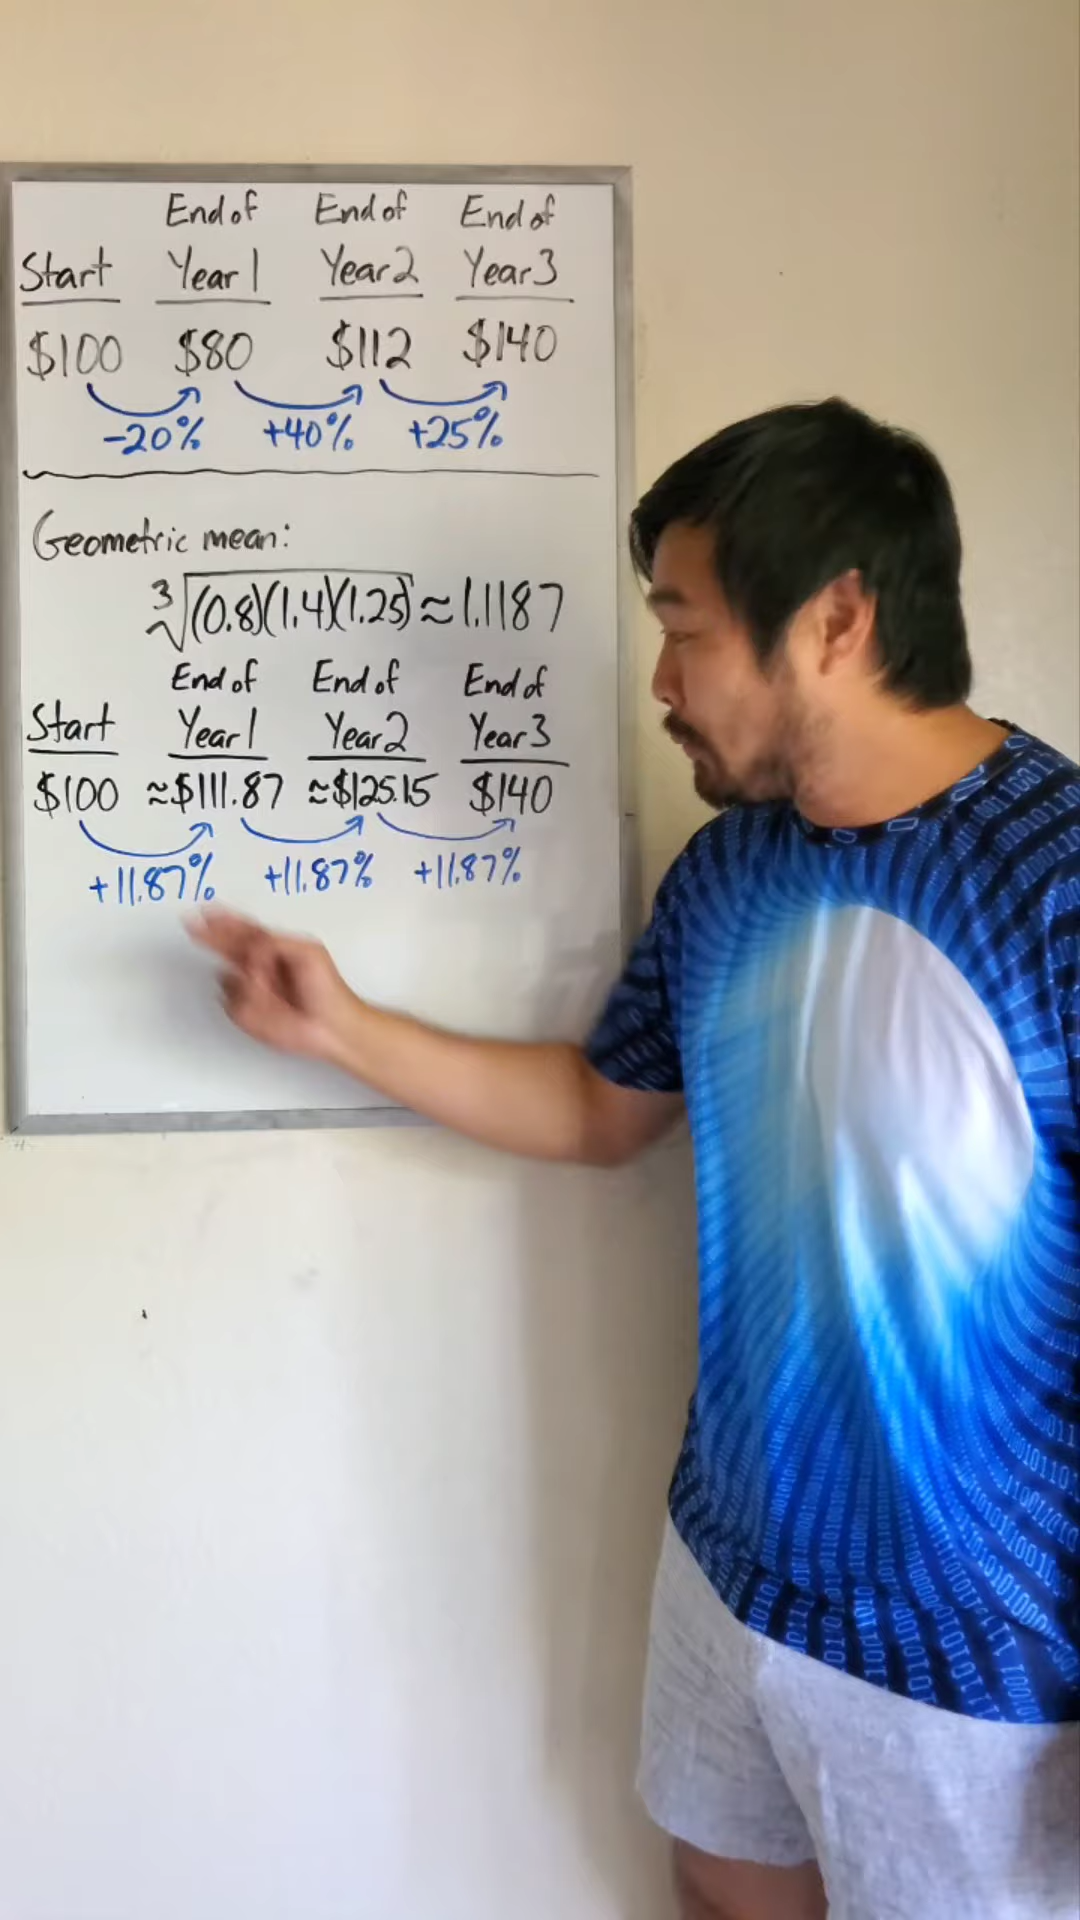 End of End of End of
Start Year 1 Year 2 Year 3
$100 $80 $112 $140
-20% +40% +25%
Geometric mean:
3√(0.8)(1.4)(1.25) ≈ 1.1187
End of End of End of
Start Year 1 Year 2 Year 3
$100 ≈$111.87 ≈$125.15 $140
+11.87% +11.87% +11.87%